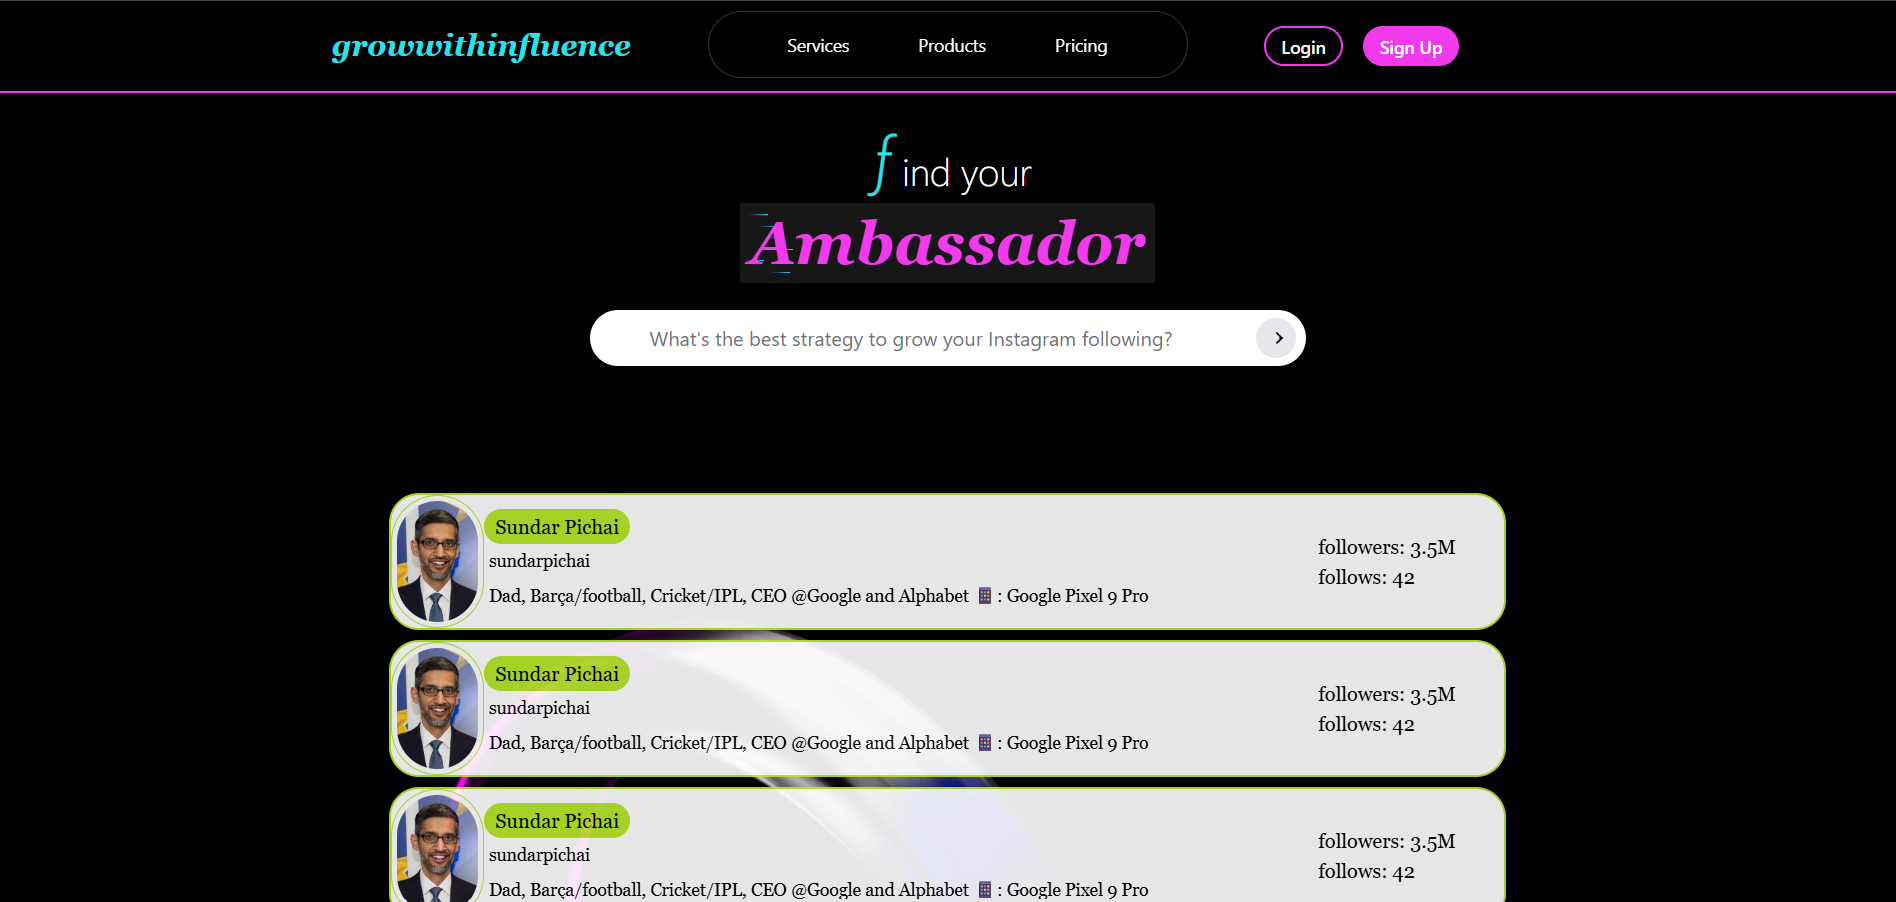 growwithinfluence
Services Products Pricing
Login Sign Up
find your
Ambassador
What's the best strategy to grow your Instagram following?
Sundar Pichai
sundarpichai
Dad, Barça/football, Cricket/IPL, CEO @Google and Alphabet 📱 : Google Pixel 9 Pro
followers: 3.5M
follows: 42
Sundar Pichai
sundarpichai
Dad, Barça/football, Cricket/IPL, CEO @Google and Alphabet 📱 : Google Pixel 9 Pro
followers: 3.5M
follows: 42
Sundar Pichai
sundarpichai
Dad, Barça/football, Cricket/IPL, CEO @Google and Alphabet 📱 : Google Pixel 9 Pro
followers: 3.5M
follows: 42